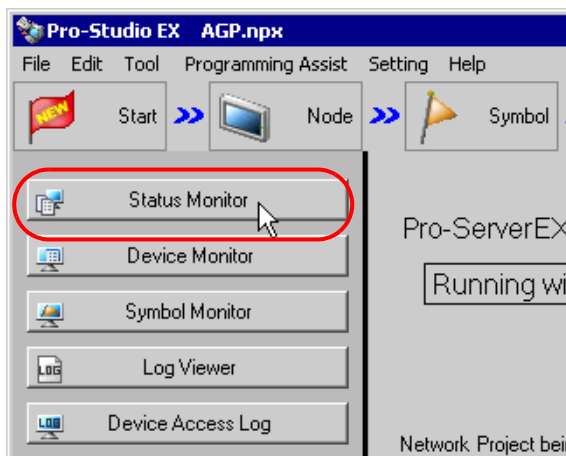 Pro-Studio EX AGP.npx
File Edit Tool Programming Assist Setting Help
NEW Start Node Symbol
Status Monitor
Pro-ServerEX
Device Monitor
Running wi
Symbol Monitor
LOG Log Viewer
LOG Device Access Log
Network Project bei